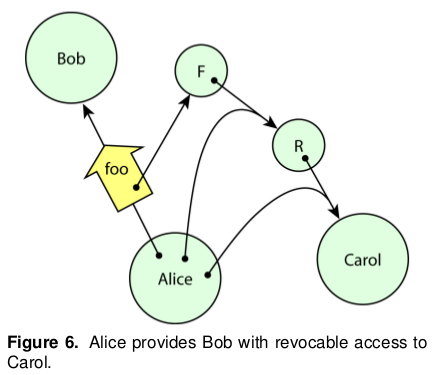 Bob
F
foo
R
Alice
Carol
Figure 6. Alice provides Bob with revocable access to
Carol.